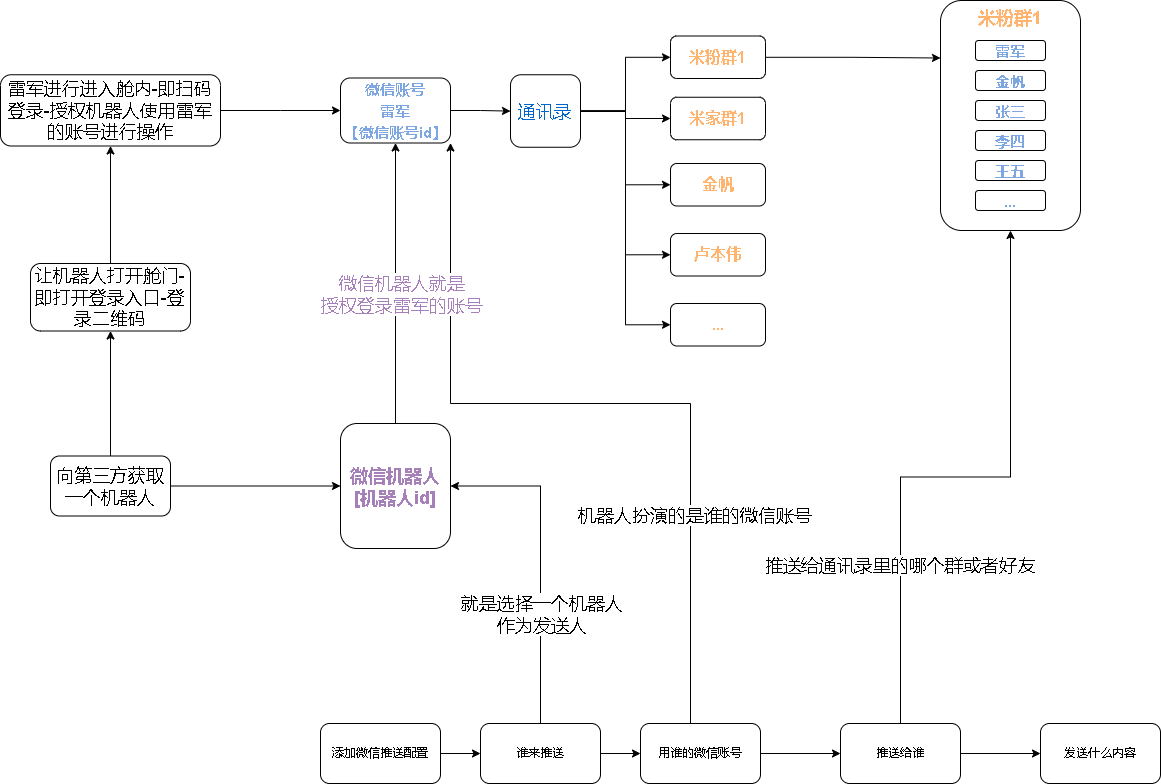 米粉群1
雷军
金帆
张三
李四
王五
...
雷军进行进入舱内-即扫码
登录-授权机器人使用雷军
的账号进行操作
微信账号
雷军
【微信账号id】
通讯录
米粉群1
米家群1
金帆
卢本伟
...
让机器人打开舱门-
即打开登录入口-登
录二维码
微信机器人就是
授权登录雷军的账号
向第三方获取
一个机器人
微信机器人
[机器人id]
机器人扮演的是谁的微信账号
推送给通讯录里的哪个群或者好友
就是选择一个机器人
作为发送人
添加微信推送配置
谁来推送
用谁的微信账号
推送给谁
发送什么内容